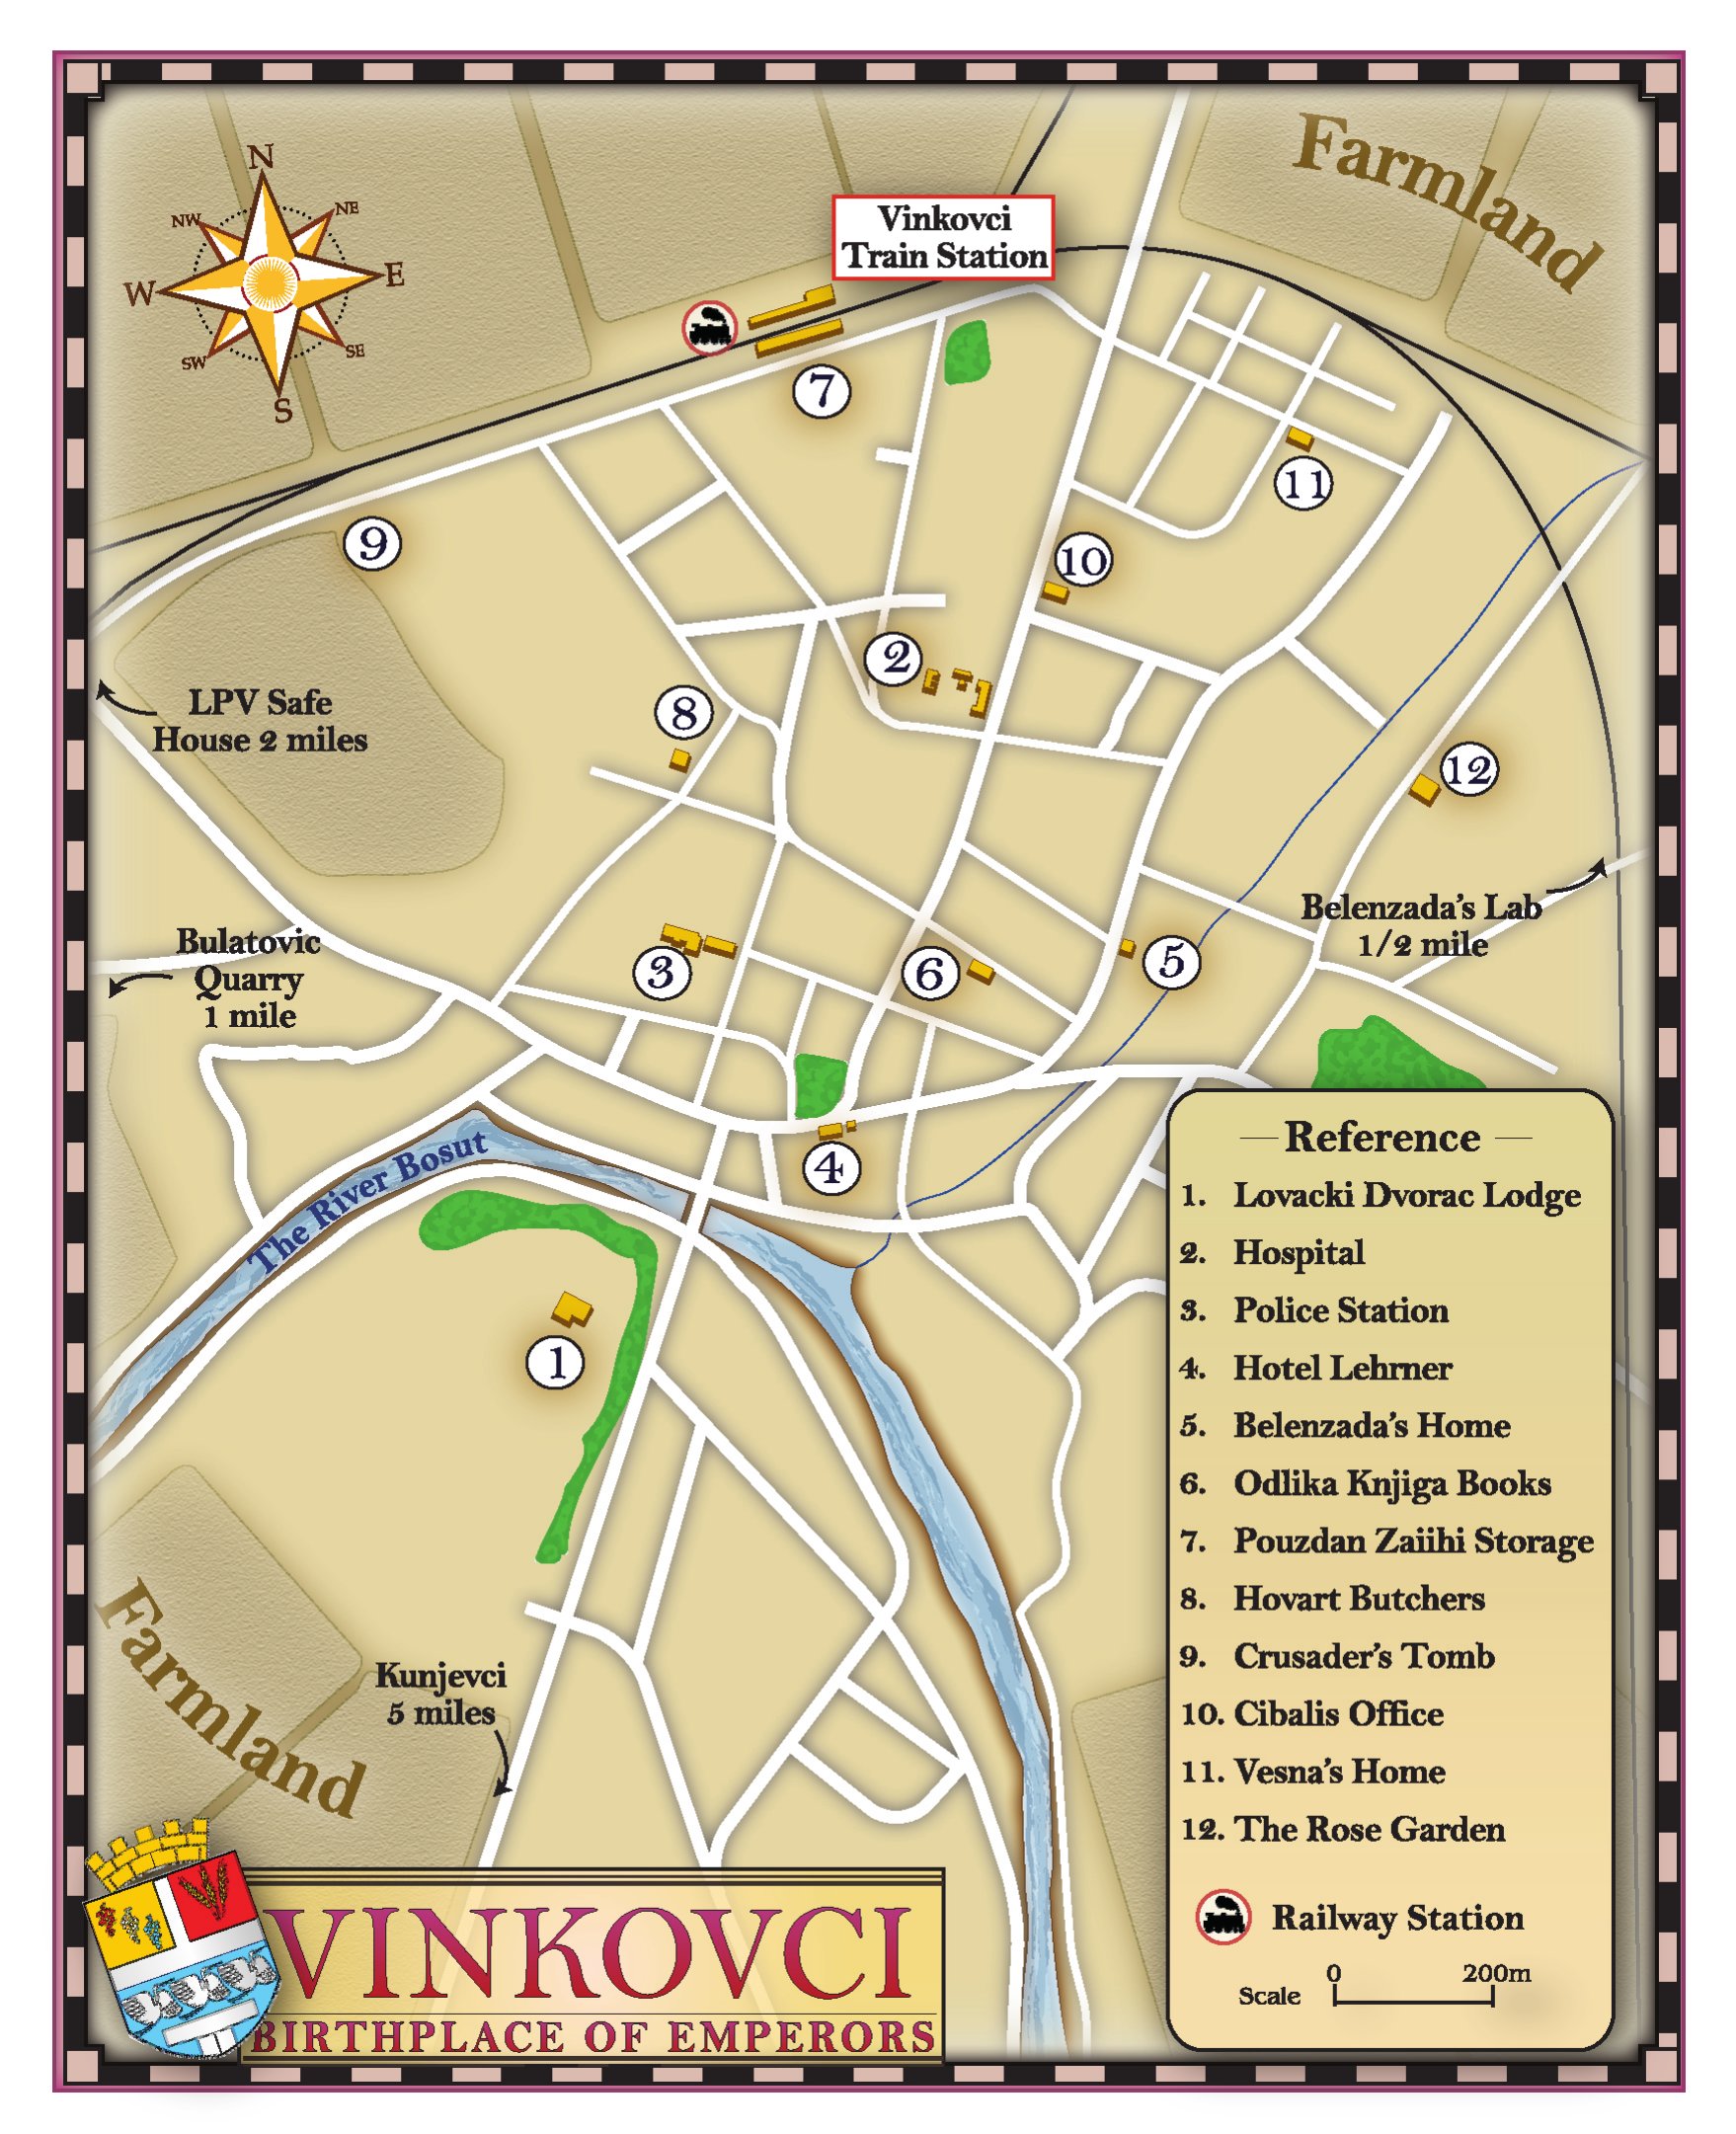 Farmland
N
NW
NE
W
E
SW
SE
S
Vinkovci
Train Station
7
9
11
10
2
8
12
LPV Safe
House 2 miles
Belenzada's Lab
1/2 mile
Bulatovic
Quarry
1 mile
3
6
5
4
The River Bosut
1
Farmland
Kunjevci
5 miles
Reference
1. Lovacki Dvorac Lodge
2. Hospital
3. Police Station
4. Hotel Lehrner
5. Belenzada's Home
6. Odlika Knjiga Books
7. Pouzdan Zaiihi Storage
8. Hovart Butchers
9. Crusader's Tomb
10. Cibalis Office
11. Vesna's Home
12. The Rose Garden
Railway Station
0 200m
Scale
VINKOVCI
BIRTHPLACE OF EMPERORS